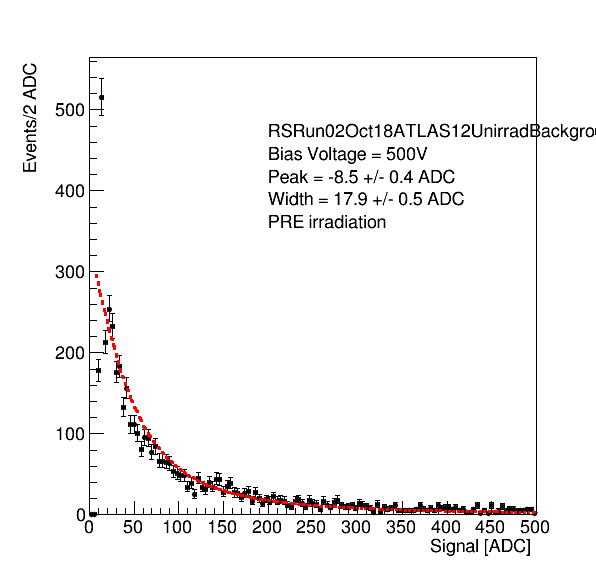 Events/2 ADC
500
400
300
200
100
0
RSRun02Oct18ATLAS12UnirradBackgrou
Bias Voltage = 500V
Peak = -8.5 +/- 0.4 ADC
Width = 17.9 +/- 0.5 ADC
PRE irradiation
0 50 100 150 200 250 300 350 400 450 500
Signal [ADC]